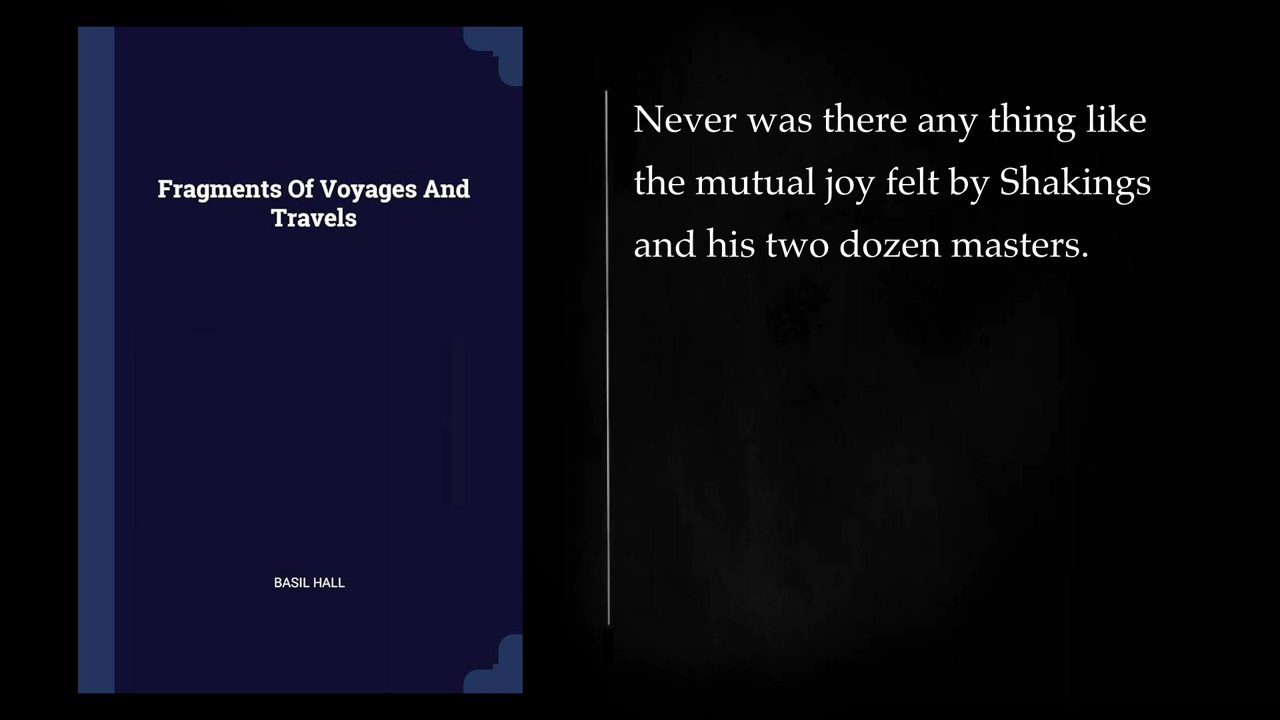 Fragments Of Voyages And
Travels
BASIL HALL
Never was there any thing like
the mutual joy felt by Shakings
and his two dozen masters.